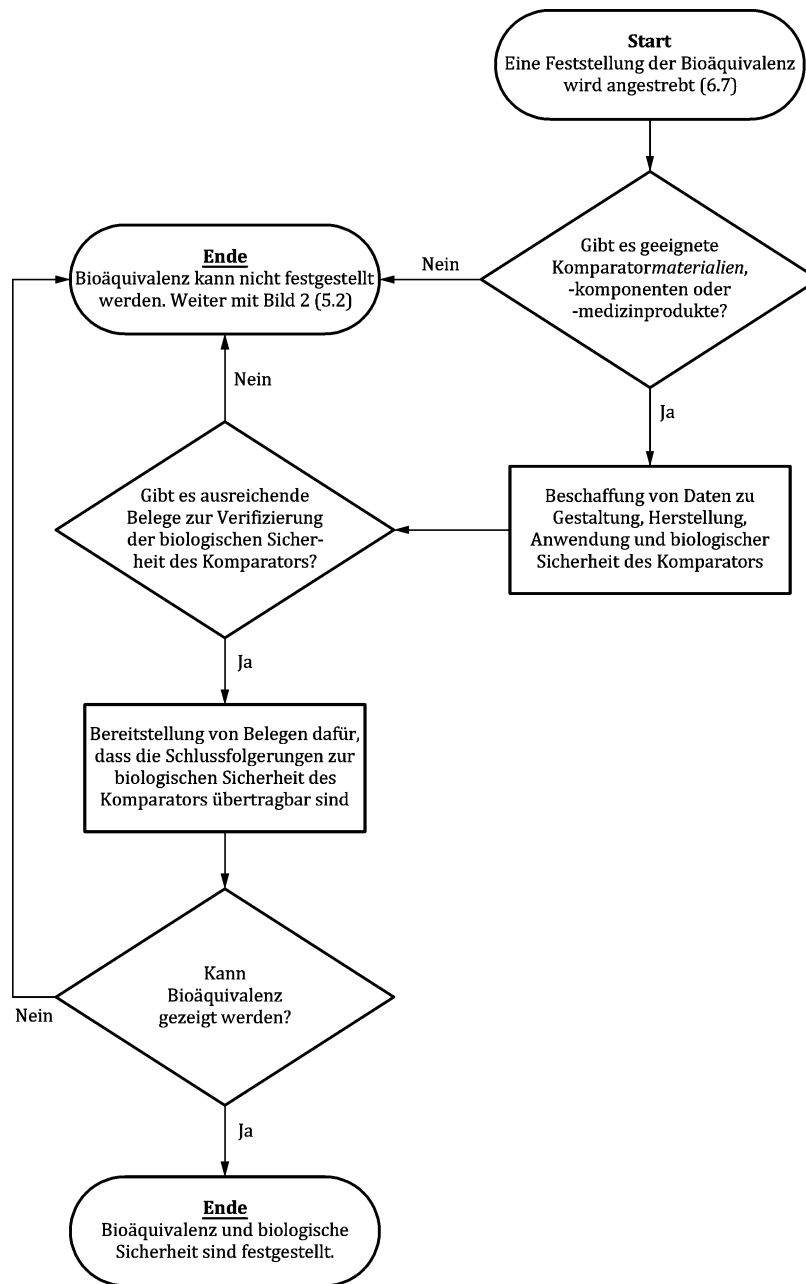 Start
Eine Feststellung der Bioäquivalenz
wird angestrebt (6.7)
Gibt es geeignete
Komparatormaterialien,
-komponenten oder
-medizinprodukte?
Nein
Ende
Bioäquivalenz kann nicht festgestellt
werden. Weiter mit Bild 2 (5.2)
Ja
Beschaffung von Daten zu
Gestaltung, Herstellung,
Anwendung und biologischer
Sicherheit des Komparators
Gibt es ausreichende
Belege zur Verifizierung
der biologischen Sicher-
heit des Komparators?
Nein
Ja
Bereitstellung von Belegen dafür,
dass die Schlussfolgerungen zur
biologischen Sicherheit des
Komparators übertragbar sind
Kann
Bioäquivalenz
gezeigt werden?
Nein
Ja
Ende
Bioäquivalenz und biologische
Sicherheit sind festgestellt.